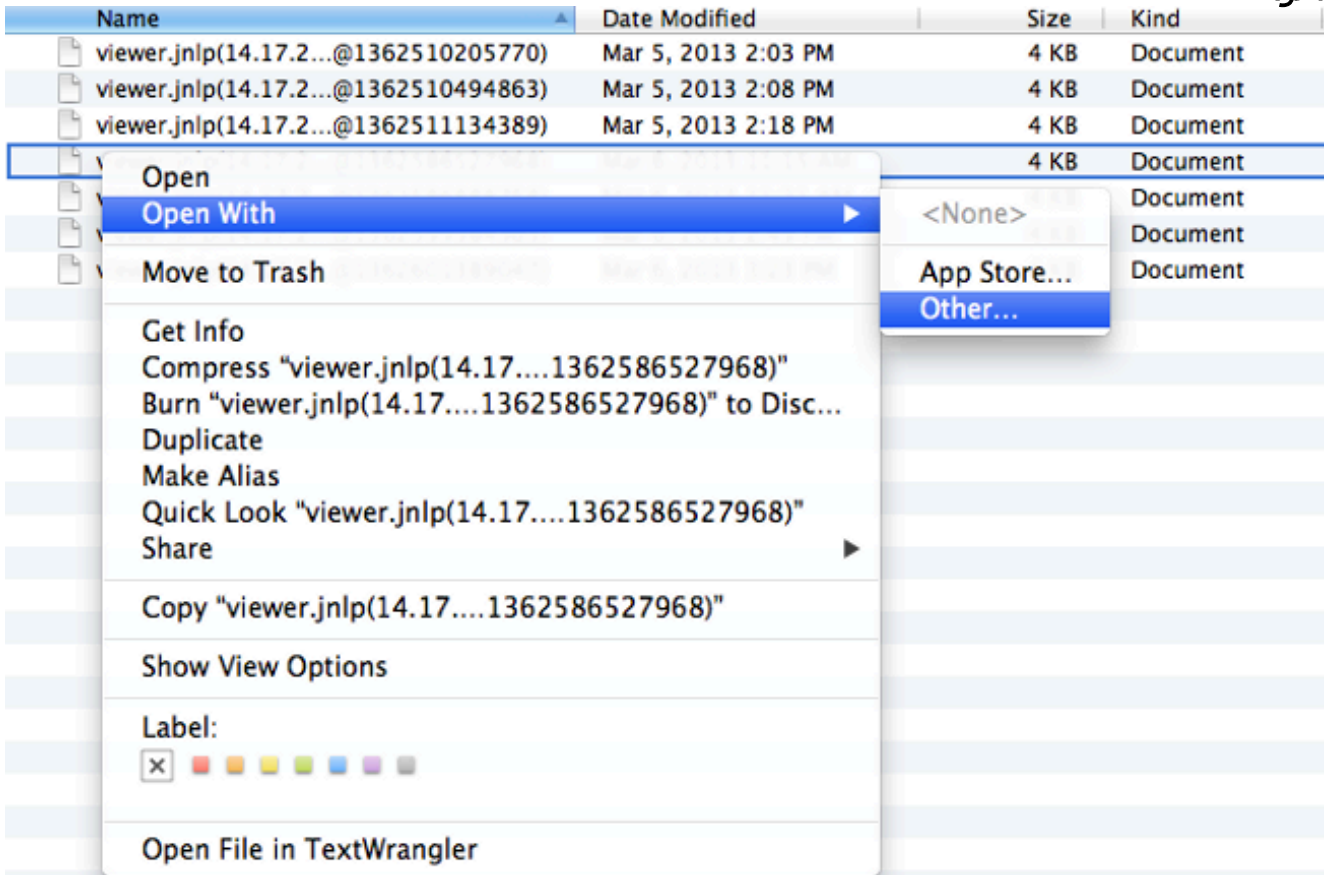 Name Date Modified Size Kind
viewer.jnlp(14.17.2...@1362510205770) Mar 5, 2013 2:03 PM 4 KB Document
viewer.jnlp(14.17.2...@1362510494863) Mar 5, 2013 2:08 PM 4 KB Document
viewer.jnlp(14.17.2...@1362511134389) Mar 5, 2013 2:18 PM 4 KB Document
4 KB Document
Open
Document
Open With
<None>
Document
Move to Trash
App Store...
Document
Other...
Get Info
Compress “viewer.jnlp(14.17....1362586527968)”
Burn “viewer.jnlp(14.17....1362586527968)” to Disc...
Duplicate
Make Alias
Quick Look “viewer.jnlp(14.17....1362586527968)”
Share
Copy “viewer.jnlp(14.17....1362586527968)”
Show View Options
Label:
Open File in TextWrangler